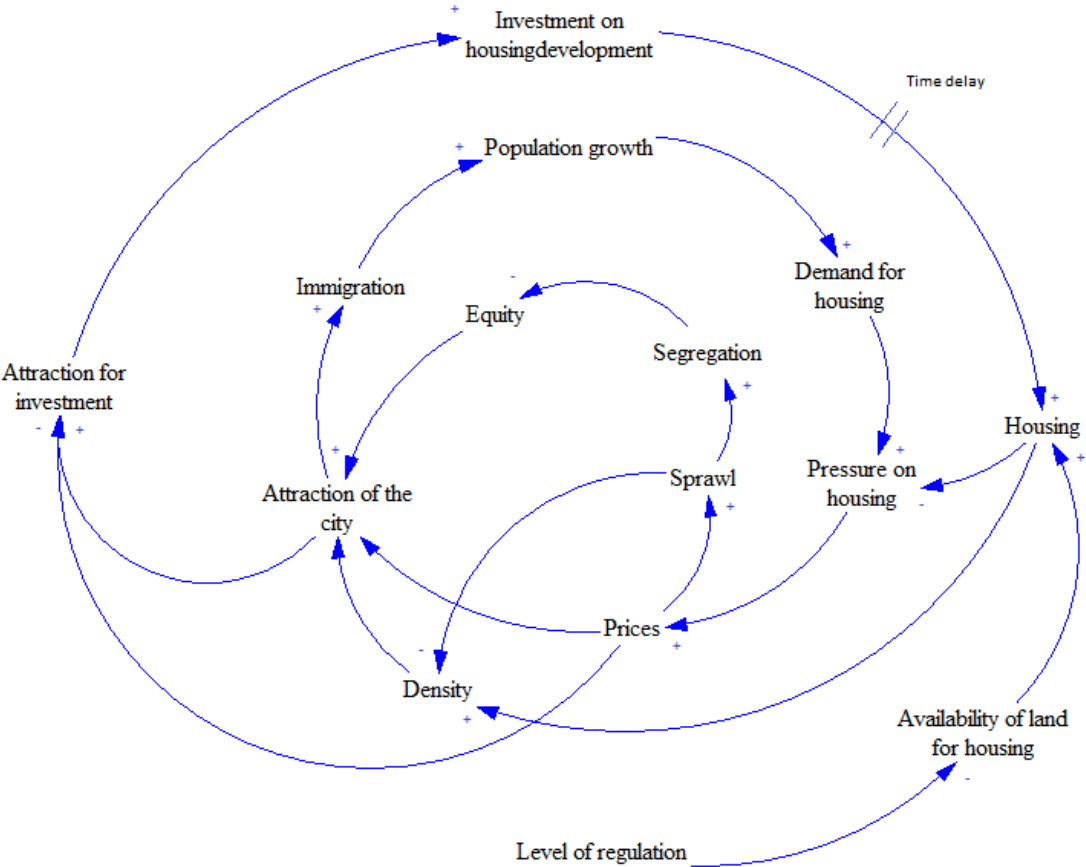 +
Investment on
housingdevelopment
Time delay
+
Population growth
+
Demand for
housing
-
Immigration
+
Equity
Segregation
+
Attraction for
investment
-
+
+
Housing
+
+
+
Attraction of the
city
Sprawl
+
Pressure on
housing
-
Prices
+
-
Density
+
Availability of land
for housing
-
Level of regulation